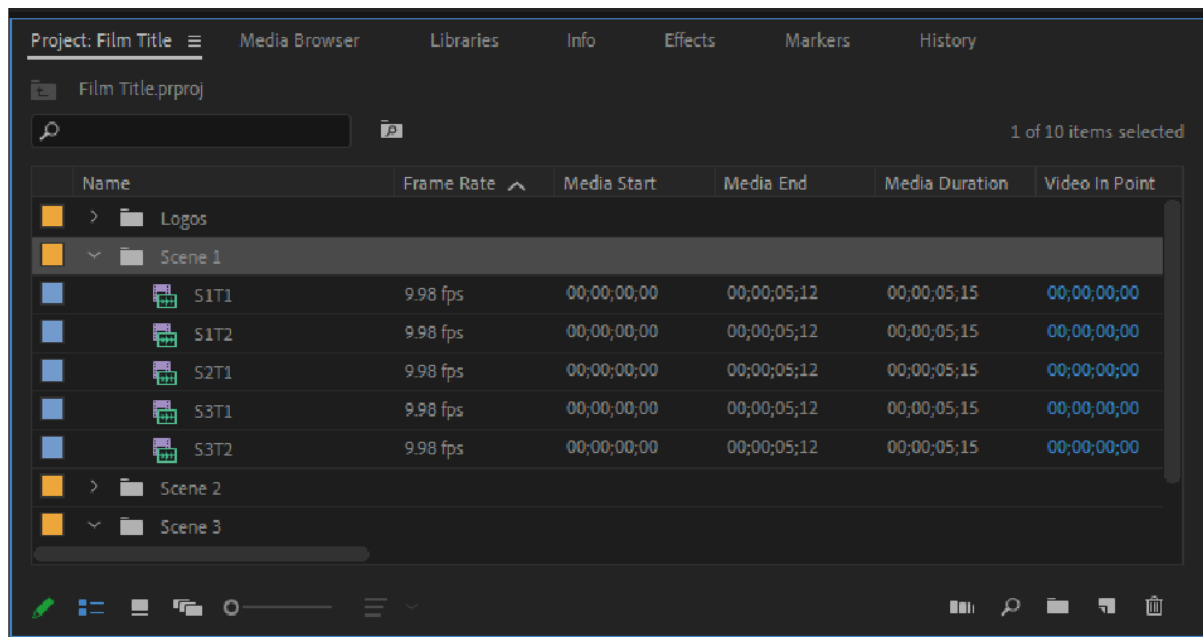 Project: Film Title Media Browser Libraries Info Effects Markers History
Film Title.prproj
1 of 10 items selected
Name Frame Rate Media Start Media End Media Duration Video In Point
Logos
Scene 1
S1T1 9.98 fps 00;00;00;00 00;00;05;12 00;00;05;15 00;00;00;00
S1T2 9.98 fps 00;00;00;00 00;00;05;12 00;00;05;15 00;00;00;00
S2T1 9.98 fps 00;00;00;00 00;00;05;12 00;00;05;15 00;00;00;00
S3T1 9.98 fps 00;00;00;00 00;00;05;12 00;00;05;15 00;00;00;00
S3T2 9.98 fps 00;00;00;00 00;00;05;12 00;00;05;15 00;00;00;00
Scene 2
Scene 3